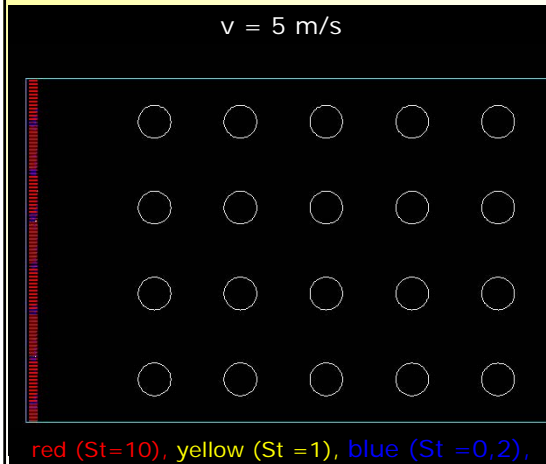 v = 5 m/s
red (St=10), yellow (St =1), blue (St =0,2),